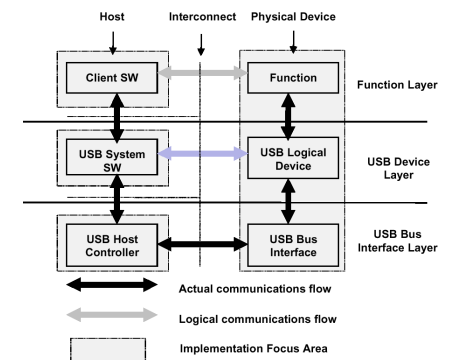 Host Interconnect Physical Device
Client SW
Function
Function Layer
USB System
SW
USB Logical
Device
USB Device
Layer
USB Host
Controller
USB Bus
Interface
USB Bus
Interface Layer
Actual communications flow
Logical communications flow
Implementation Focus Area